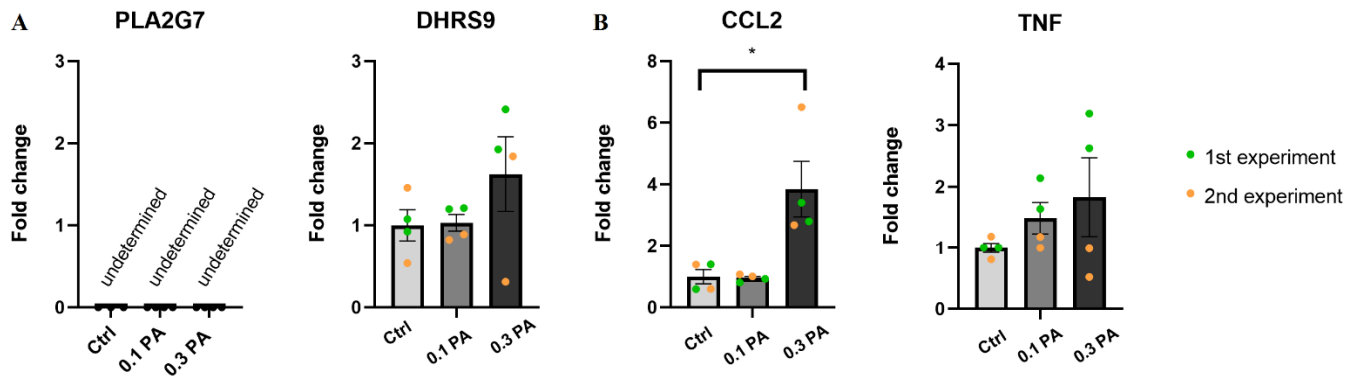 A
PLA2G7
Fold change
3
2
1
0
undetermined
undetermined
undetermined
Ctrl
0.1 PA
0.3 PA
DHRS9
Fold change
3
2
1
0
Ctrl
0.1 PA
0.3 PA
B
CCL2
Fold change
8
6
4
2
0
*
Ctrl
0.1 PA
0.3 PA
TNF
Fold change
4
3
2
1
0
Ctrl
0.1 PA
0.3 PA
1st experiment
2nd experiment